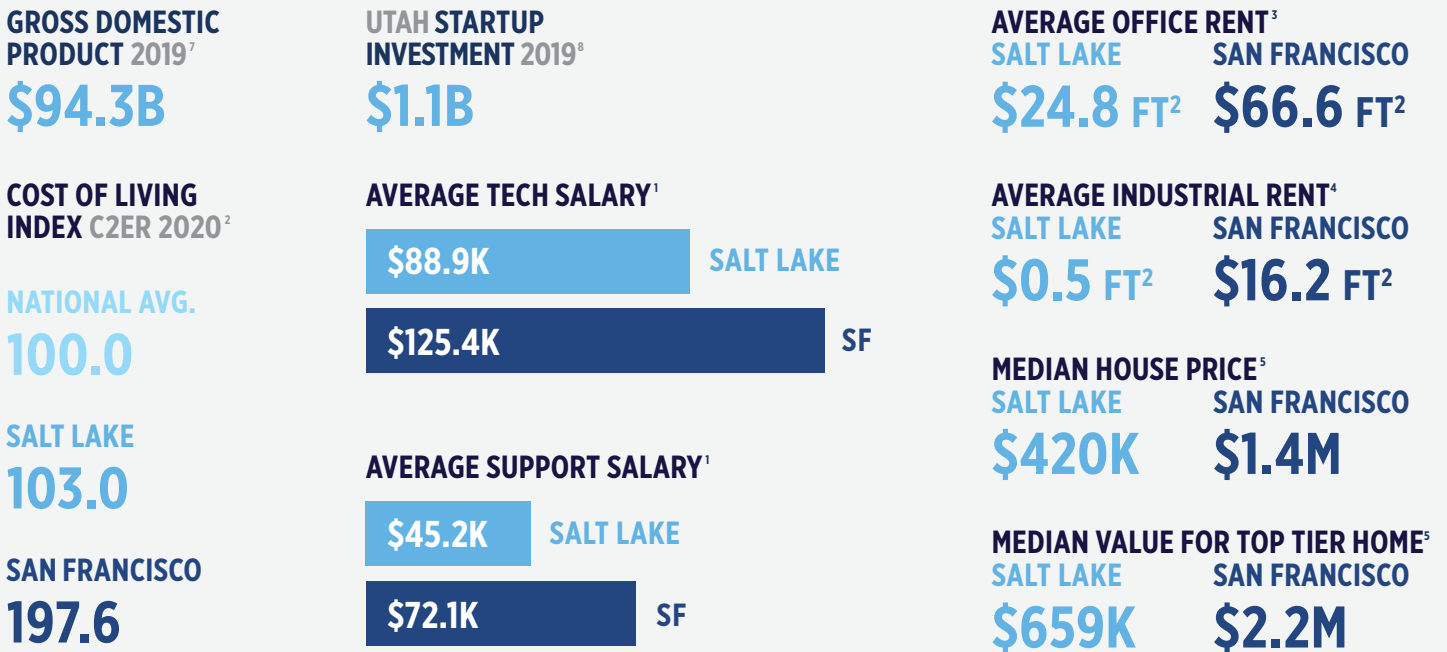 GROSS DOMESTIC
PRODUCT 2019⁷
$94.3B
COST OF LIVING
INDEX C2ER 2020²
NATIONAL AVG.
100.0
SALT LAKE
103.0
SAN FRANCISCO
197.6
UTAH STARTUP
INVESTMENT 2019⁸
$1.1B
AVERAGE TECH SALARY¹
$88.9K SALT LAKE
$125.4K SF
AVERAGE SUPPORT SALARY¹
$45.2K SALT LAKE
$72.1K SF
AVERAGE OFFICE RENT³
SALT LAKE SAN FRANCISCO
$24.8 FT² $66.6 FT²
AVERAGE INDUSTRIAL RENT⁴
SALT LAKE SAN FRANCISCO
$0.5 FT² $16.2 FT²
MEDIAN HOUSE PRICE⁵
SALT LAKE SAN FRANCISCO
$420K $1.4M
MEDIAN VALUE FOR TOP TIER HOME⁵
SALT LAKE SAN FRANCISCO
$659K $2.2M